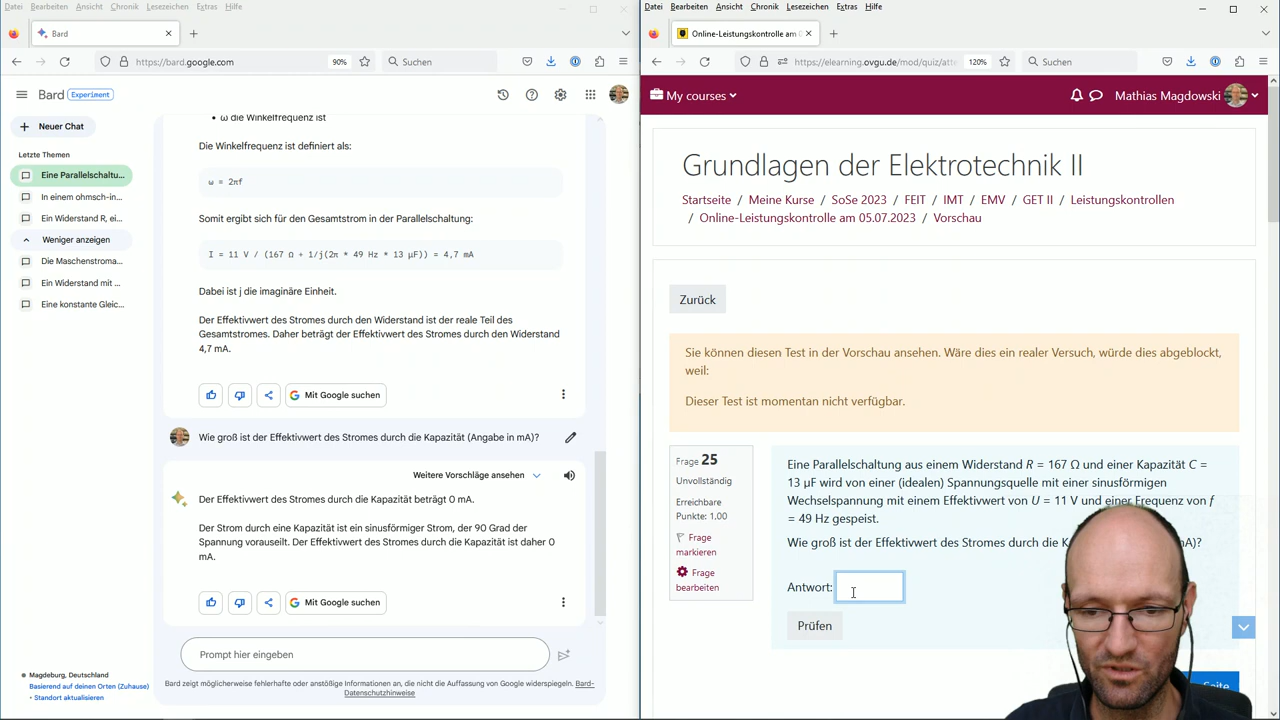 Datei Bearbeiten Ansicht Chronik Lesezeichen Extras Hilfe
Bard
https://bard.google.com 90% Suchen
Bard Experiment
Neuer Chat
Letzte Themen
Eine Parallelschaltu...
In einem ohmsch-in...
Ein Widerstand R, ei...
Weniger anzeigen
Die Maschenstroma...
Ein Widerstand mit ...
Eine konstante Gleic...
Magdeburg, Deutschland
Basierend auf deinen Orten (Zuhause)
Standort aktualisieren
• ω die Winkelfrequenz ist
Die Winkelfrequenz ist definiert als:
ω = 2πf
Somit ergibt sich für den Gesamtstrom in der Parallelschaltung:
I = 11 V / (167 Ω + 1/j(2π * 49 Hz * 13 µF)) = 4,7 mA
Dabei ist j die imaginäre Einheit.
Der Effektivwert des Stromes durch den Widerstand ist der reale Teil des
Gesamtstromes. Daher beträgt der Effektivwert des Stromes durch den Widerstand
4,7 mA.
Mit Google suchen
Wie groß ist der Effektivwert des Stromes durch die Kapazität (Angabe in mA)?
Weitere Vorschläge ansehen
Der Effektivwert des Stromes durch die Kapazität beträgt 0 mA.
Der Strom durch eine Kapazität ist ein sinusförmiger Strom, der 90 Grad der
Spannung vorauseilt. Der Effektivwert des Stromes durch die Kapazität ist daher 0
mA.
Mit Google suchen
Prompt hier eingeben
Bard zeigt möglicherweise fehlerhafte oder anstößige Informationen an, die nicht die Auffassung von Google widerspiegeln. Bard-
Datenschutzhinweise
Datei Bearbeiten Ansicht Chronik Lesezeichen Extras Hilfe
Online-Leistungskontrolle am
https://elearning.ovgu.de/mod/quiz/atte 120% Suchen
My courses
Mathias Magdowski
Grundlagen der Elektrotechnik II
Startseite / Meine Kurse / SoSe 2023 / FEIT / IMT / EMV / GET II / Leistungskontrollen
/ Online-Leistungskontrolle am 05.07.2023 / Vorschau
Zurück
Sie können diesen Test in der Vorschau ansehen. Wäre dies ein realer Versuch, würde dies abgeblockt,
weil:
Dieser Test ist momentan nicht verfügbar.
Frage 25
Unvollständig
Erreichbare
Punkte: 1,00
Frage
markieren
Frage
bearbeiten
Eine Parallelschaltung aus einem Widerstand R = 167 Ω und einer Kapazität C =
13 µF wird von einer (idealen) Spannungsquelle mit einer sinusförmigen
Wechselspannung mit einem Effektivwert von U = 11 V und einer Frequenz von f
= 49 Hz gespeist.
Wie groß ist der Effektivwert des Stromes durch die K mA)?
Antwort:
Prüfen
Seite